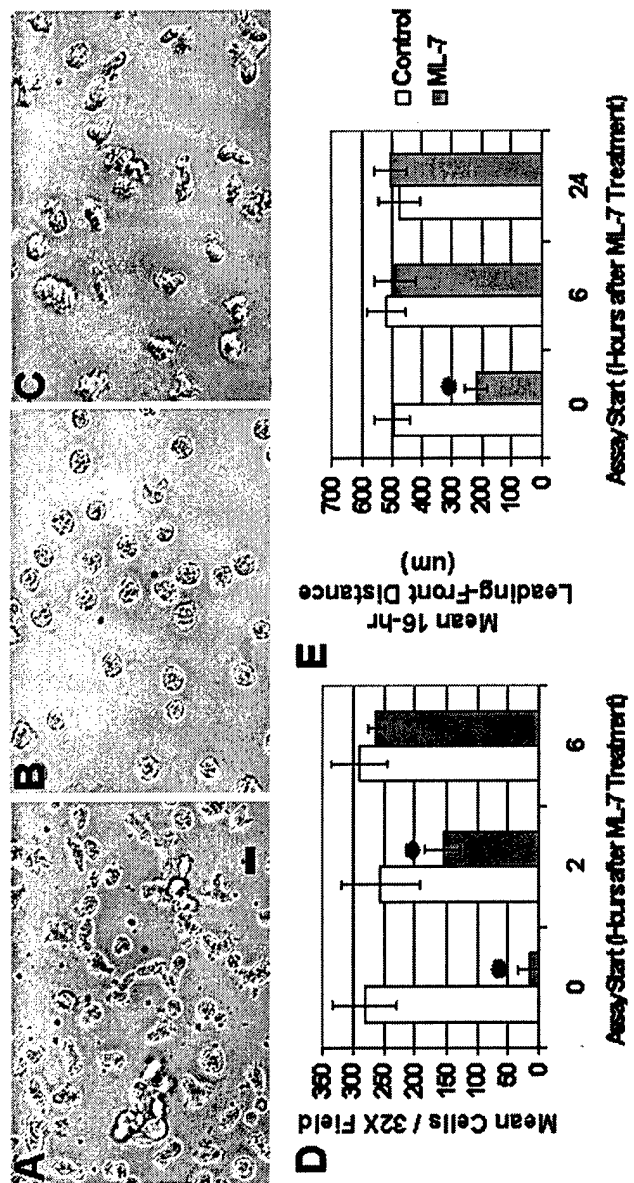 A
B
C
D
Mean Cells / 32X Field
350
300
250
200
150
100
50
0
0
2
6
Assay Start (Hours after ML-7 Treatment)
E
Mean 16-hr
Leading-Front Distance
(um)
700
600
500
400
300
200
100
0
0
6
24
Assay Start (Hours after ML-7 Treatment)
Control
ML-7